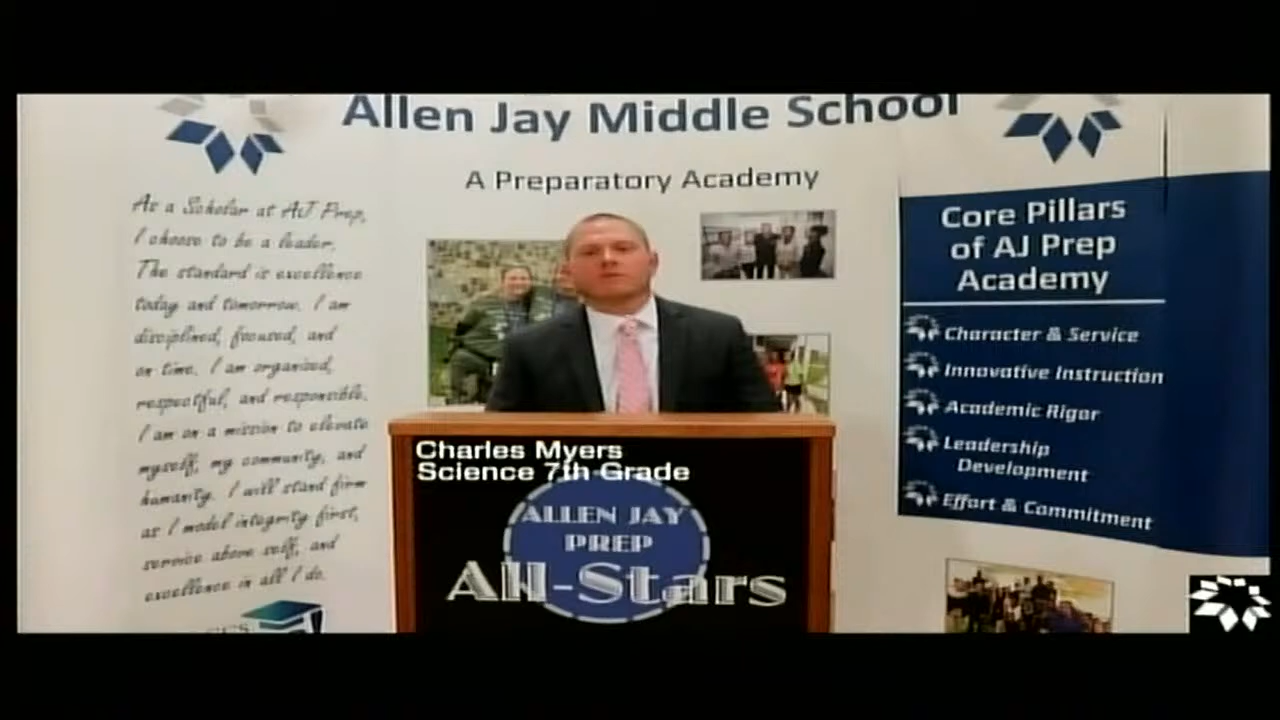 Allen Jay Middle School
A Preparatory Academy
As a Scholar at AJ Prep,
I choose to be a leader.
The standard is excellence
today and tomorrow. I am
disciplined, focused, and
on time. I am organized,
respectful, and responsible.
I am on a mission to elevate
myself, my community, and
humanity. I will stand firm
as I model integrity first,
service above self, and
excellence in all I do.
Core Pillars
of AJ Prep
Academy
Character & Service
Innovative Instruction
Academic Rigor
Leadership
Development
Effort & Commitment
Charles Myers
Science 7th Grade
ALLEN JAY
PREP
All-Stars